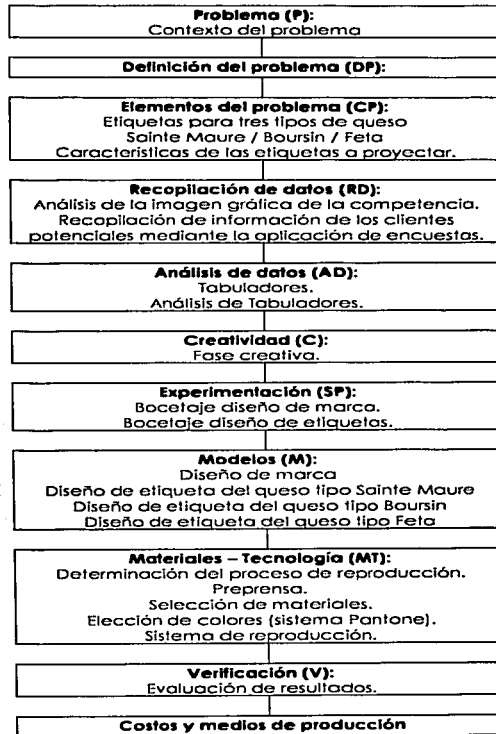 Problema (P):
Contexto del problema
Definición del problema (DP):
Elementos del problema (CP):
Etiquetas para tres tipos de queso
Sainte Maure / Boursin / Feta
Características de las etiquetas a proyectar.
Recopilación de datos (RD):
Análisis de la imagen gráfica de la competencia.
Recopilación de información de los clientes
potenciales mediante la aplicación de encuestas.
Análisis de datos (AD):
Tabuladores.
Análisis de Tabuladores.
Creatividad (C):
Fase creativa.
Experimentación (SP):
Bocetaje diseño de marca.
Bocetaje diseño de etiquetas.
Modelos (M):
Diseño de marca
Diseño de etiqueta del queso tipo Sainte Maure
Diseño de etiqueta del queso tipo Boursin
Diseño de etiqueta del queso tipo Feta
Materiales – Tecnología (MT):
Determinación del proceso de reproducción.
Preprensa.
Selección de materiales.
Elección de colores (sistema Pantone).
Sistema de reproducción.
Verificación (V):
Evaluación de resultados.
Costos y medios de producción